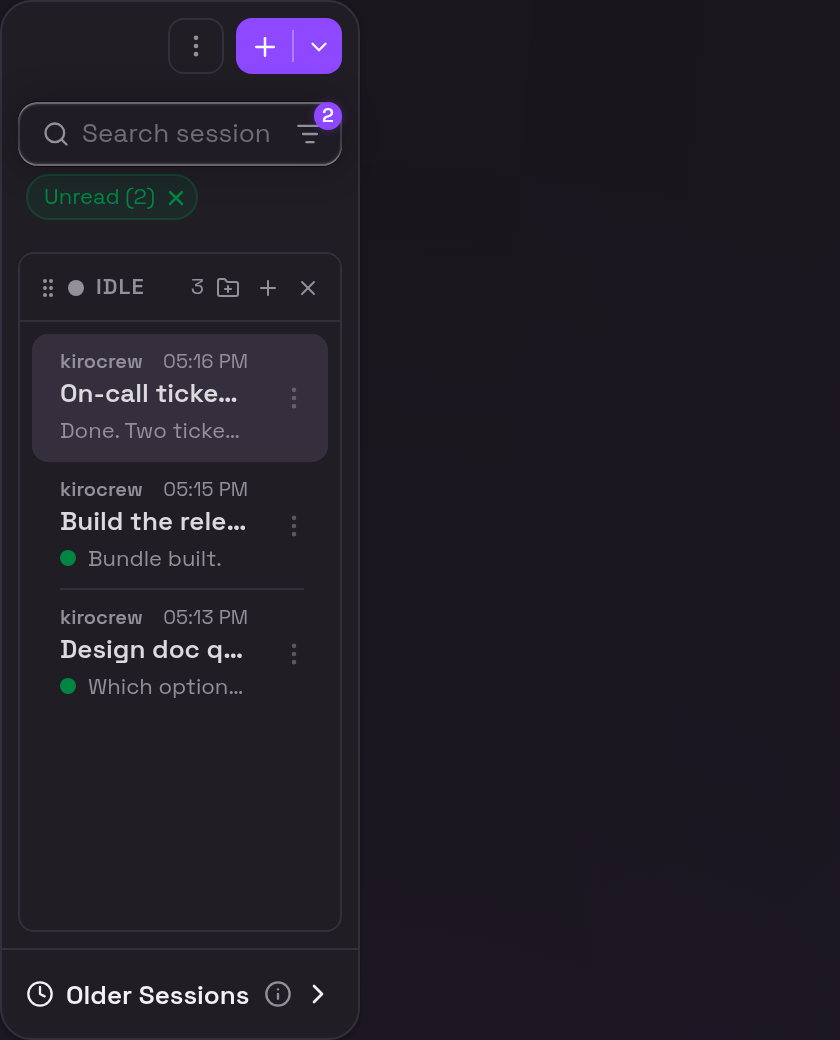 2
Search session
Unread (2)
IDLE 3
kirocrew 05:16 PM
On-call ticke...
Done. Two ticke...
kirocrew 05:15 PM
Build the rele...
Bundle built.
kirocrew 05:13 PM
Design doc q...
Which option...
Older Sessions